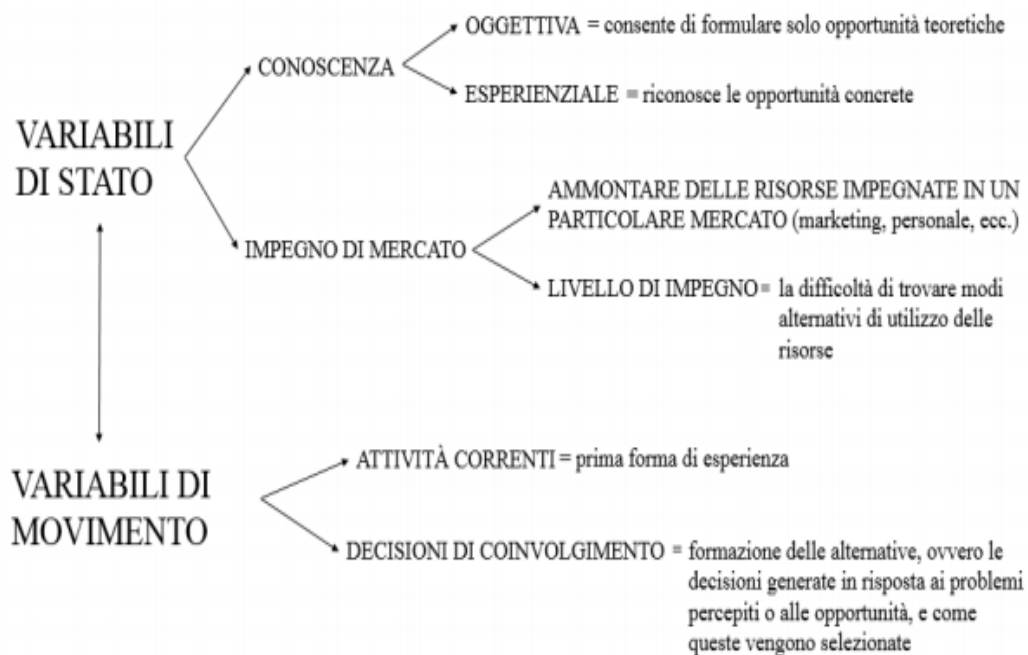 OGGETTIVA = consente di formulare solo opportunità teoretiche
CONOSCENZA
ESPERIENZIALE = riconosce le opportunità concrete
VARIABILI
DI STATO
AMMONTARE DELLE RISORSE IMPEGNATE IN UN
PARTICOLARE MERCATO (marketing, personale, ecc.)
IMPEGNO DI MERCATO
LIVELLO DI IMPEGNO= la difficoltà di trovare modi
alternativi di utilizzo delle
risorse
ATTIVITÀ CORRENTI = prima forma di esperienza
VARIABILI DI
MOVIMENTO
DECISIONI DI COINVOLGIMENTO = formazione delle alternative, ovvero le
decisioni generate in risposta ai problemi
percepiti o alle opportunità, e come
queste vengono selezionate